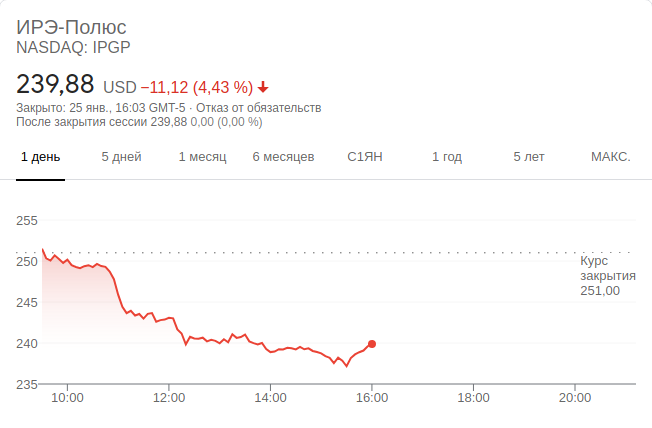 ИРЭ-Полюс
NASDAQ: IPGP
239,88 USD −11,12 (4,43 %)
Закрыто: 25 янв., 16:03 GMT-5 · Отказ от обязательств
После закрытия сессии 239,88 0,00 (0,00 %)
1 день 5 дней 1 месяц 6 месяцев С1ЯН 1 год 5 лет МАКС.
255
250
245
240
235
Курс
закрытия
251,00
10:00 12:00 14:00 16:00 18:00 20:00